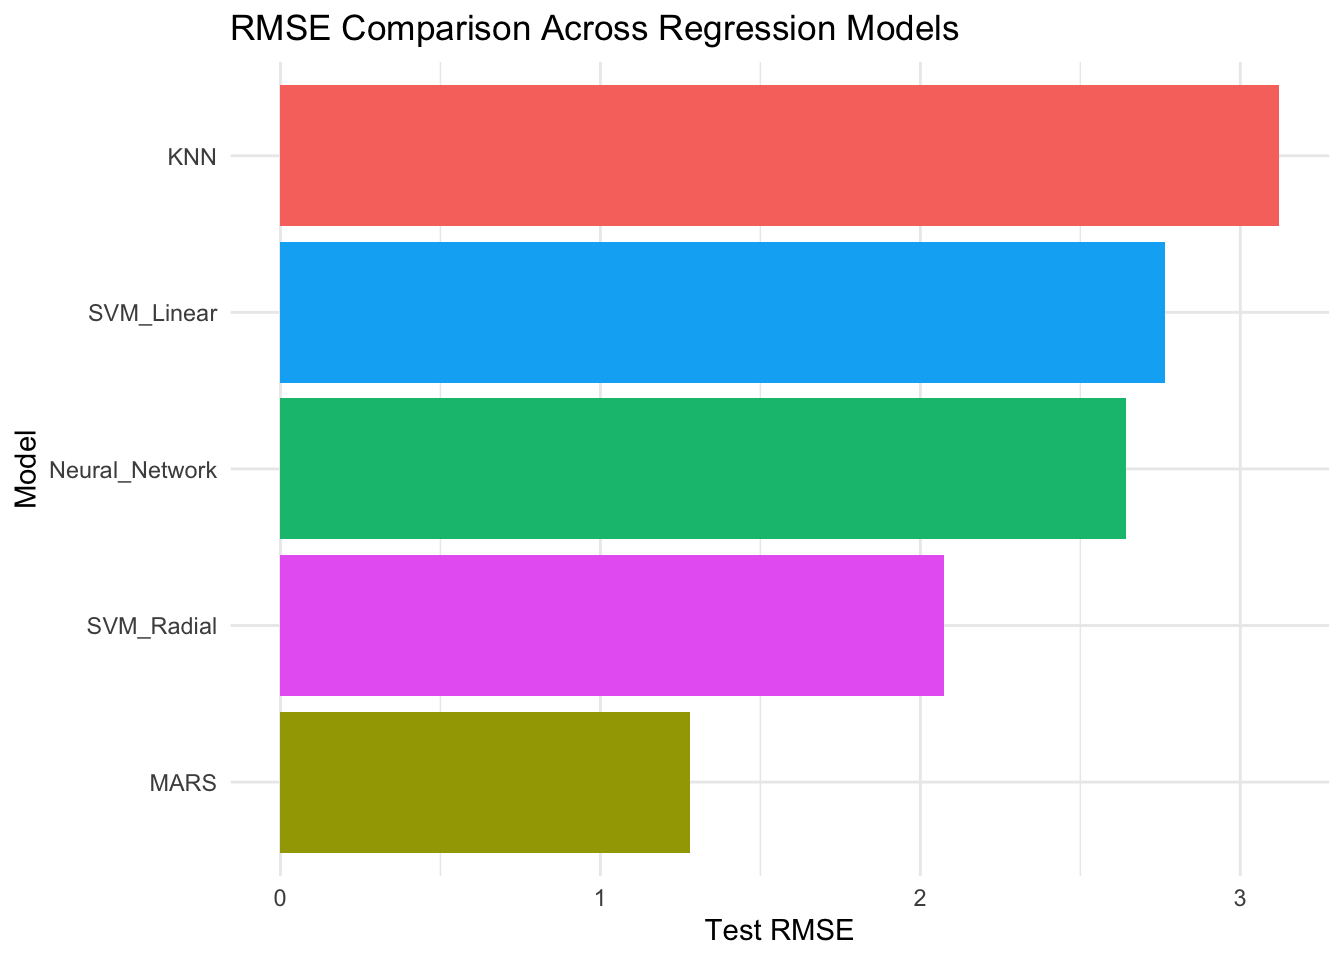 RMSE Comparison Across Regression Models
KNN
SVM_Linear
Neural_Network
SVM_Radial
MARS
Model
0 1 2 3
Test RMSE